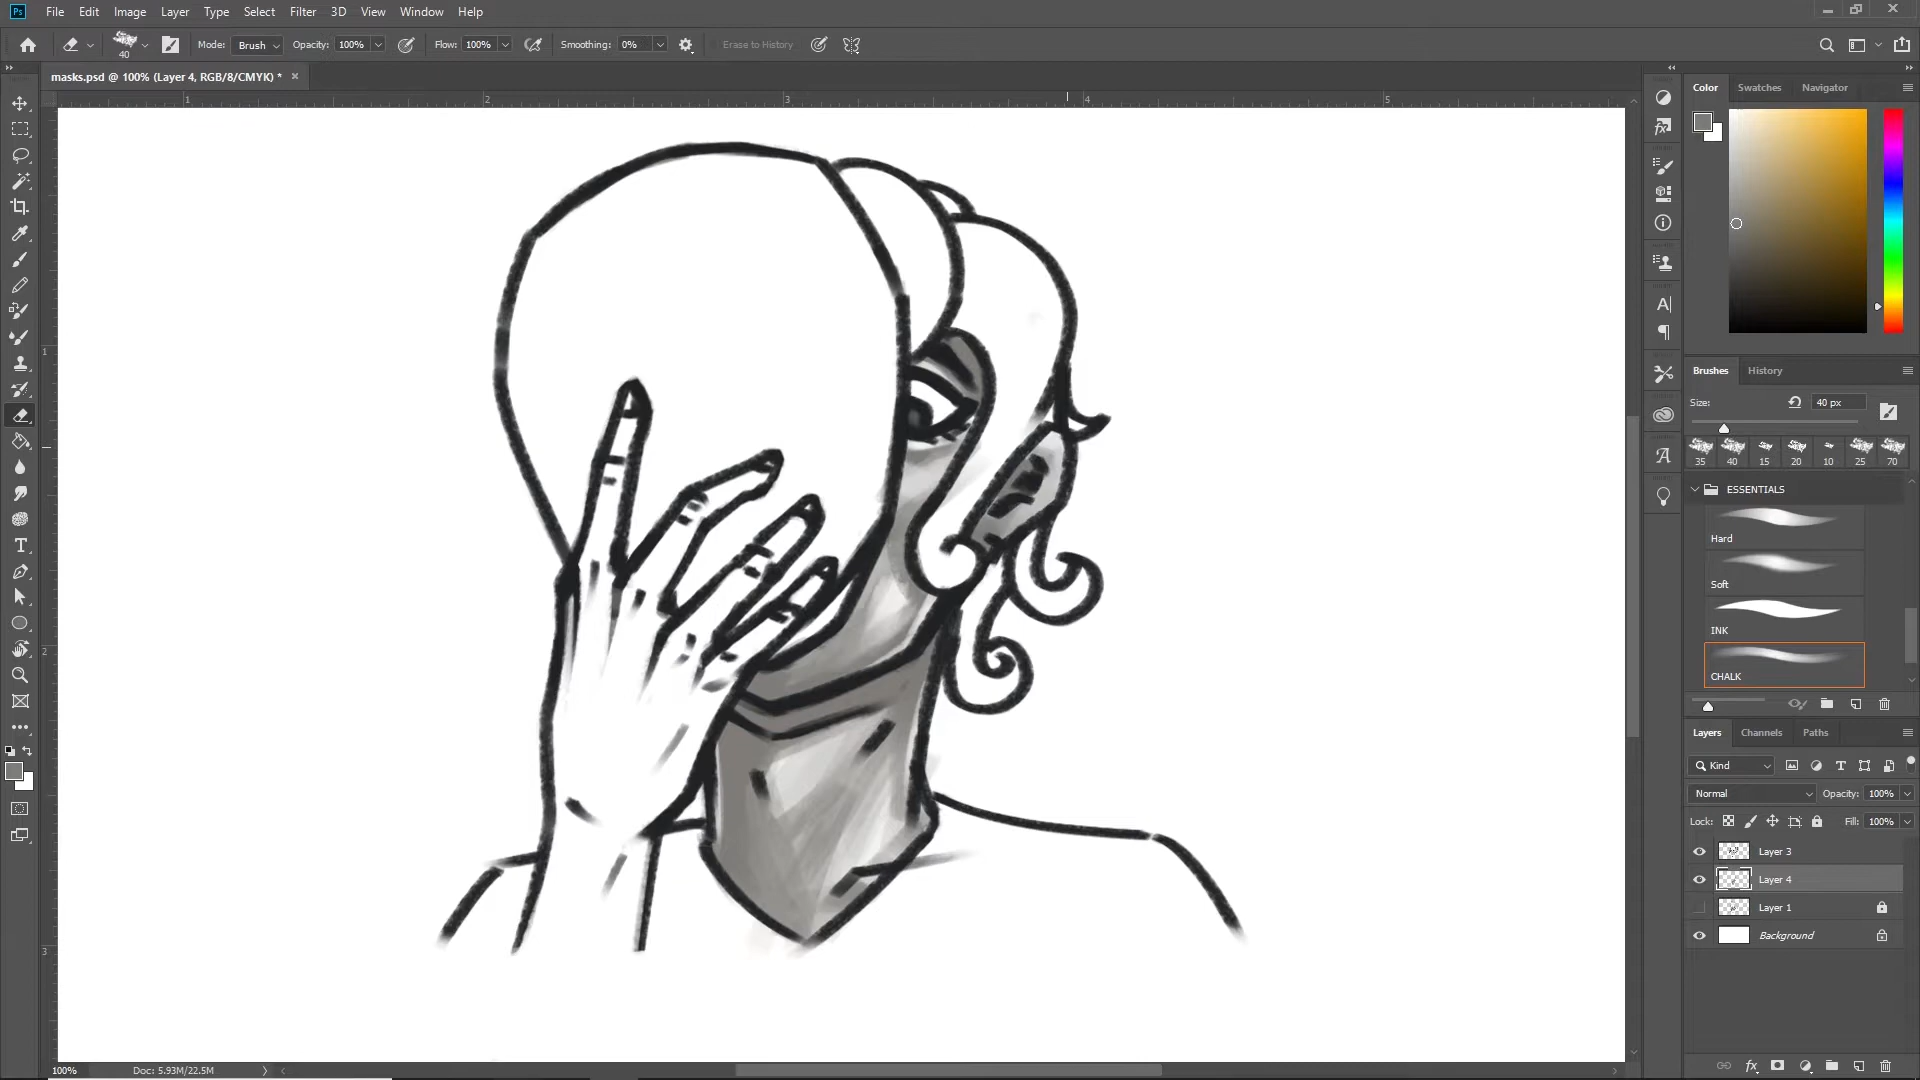 Ps File Edit Image Layer Type Select Filter 3D View Window Help
40 Mode: Brush Opacity: 100% Flow: 100% Smoothing: 0% Erase to History
masks.psd @ 100% (Layer 4, RGB/8/CMYK) * ×
1 2 3 4 5
1
2
3
Color Swatches Navigator
Brushes History
Size: 40 px
35 40 15 20 10 25 70
ESSENTIALS
Hard
Soft
INK
CHALK
Layers Channels Paths
Kind
Normal Opacity: 100%
Lock: Fill: 100%
Layer 3
Layer 4
Layer 1
Background
100% Doc: 5.93M/22.5M